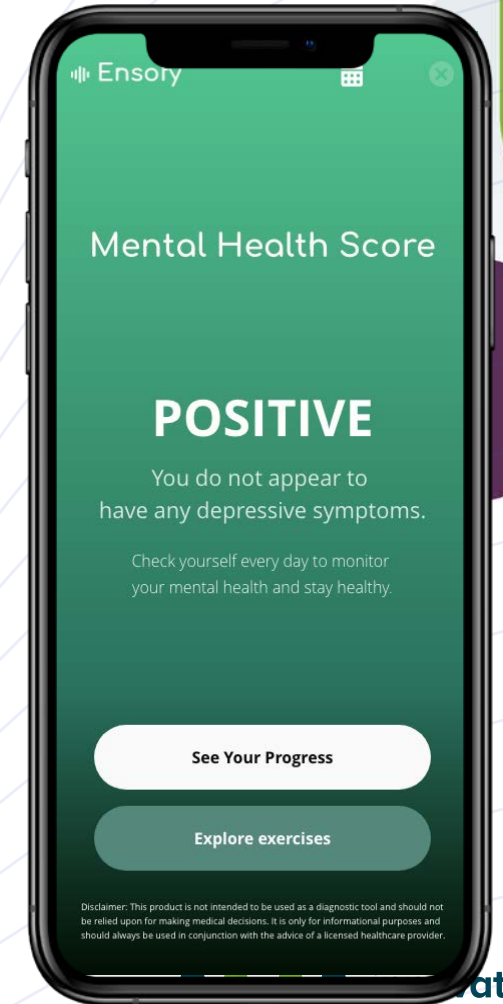 Ensory
Mental Health Score
POSITIVE
You do not appear to
have any depressive symptoms.
Check yourself every day to monitor
your mental health and stay healthy.
See Your Progress
Explore exercises
Disclaimer: This product is not intended to be used as a diagnostic tool and should not
be relied upon for making medical decisions. It is only for informational purposes and
should always be used in conjunction with the advice of a licensed healthcare provider.